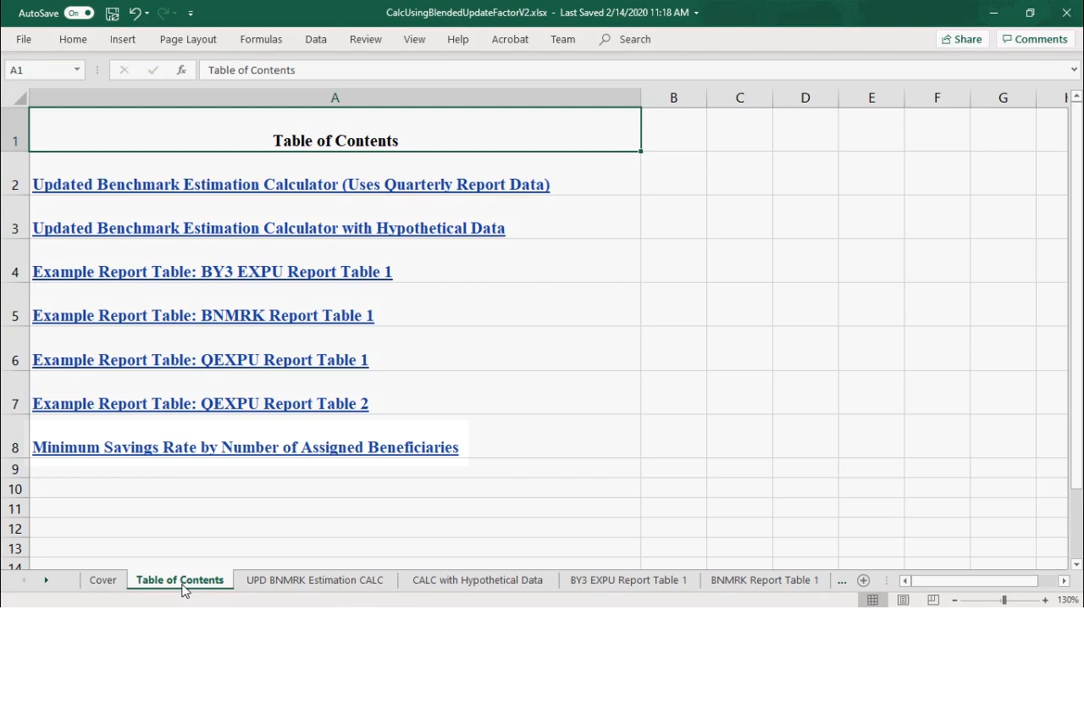 AutoSave On CalcUsingBlendedUpdateFactorV2.xlsx - Last Saved 2/14/2020 11:18 AM
File Home Insert Page Layout Formulas Data Review View Help Acrobat Team Search Share Comments
A1 fx Table of Contents
A B C D E F G H
1 Table of Contents
2 Updated Benchmark Estimation Calculator (Uses Quarterly Report Data)
3 Updated Benchmark Estimation Calculator with Hypothetical Data
4 Example Report Table: BY3 EXPU Report Table 1
5 Example Report Table: BNMRK Report Table 1
6 Example Report Table: QEXPU Report Table 1
7 Example Report Table: QEXPU Report Table 2
8 Minimum Savings Rate by Number of Assigned Beneficiaries
9
10
11
12
13
14
Cover Table of Contents UPD BNMRK Estimation CALC CALC with Hypothetical Data BY3 EXPU Report Table 1 BNMRK Report Table 1 ...
130%